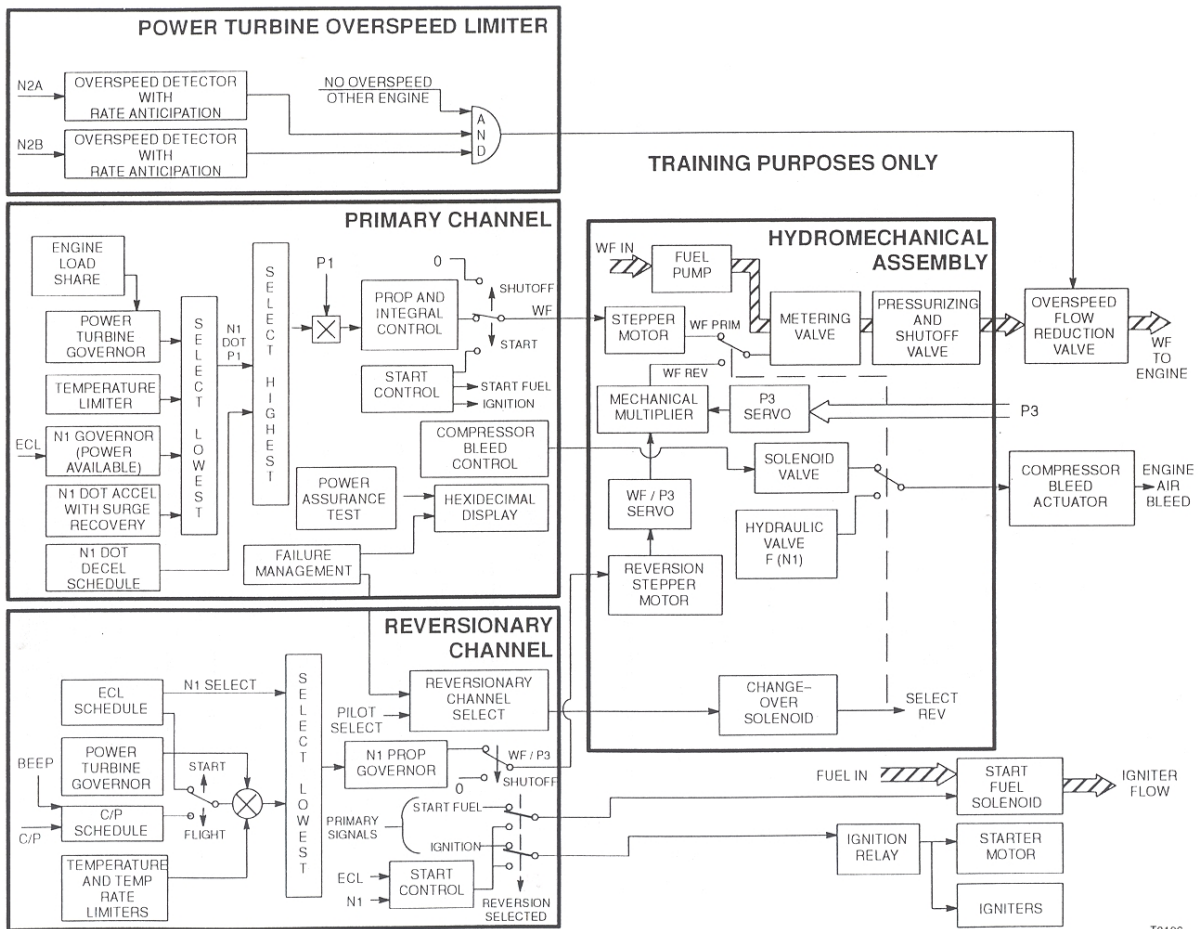 POWER TURBINE OVERSPEED LIMITER
N2A
OVERSPEED DETECTOR
WITH
RATE ANTICIPATION
NO OVERSPEED
OTHER ENGINE
N2B
OVERSPEED DETECTOR
WITH
RATE ANTICIPATION
AND
TRAINING PURPOSES ONLY
PRIMARY CHANNEL
ENGINE
LOAD
SHARE
POWER
TURBINE
GOVERNOR
TEMPERATURE
LIMITER
ECL
N1 GOVERNOR
(POWER
AVAILABLE)
N1 DOT ACCEL
WITH SURGE
RECOVERY
N1 DOT
DECEL
SCHEDULE
SELECT LOWEST
N1
DOT
P1
SELECT HIGHEST
P1
PROP AND
INTEGRAL
CONTROL
0
SHUTOFF
WF
START
START
CONTROL
START FUEL
IGNITION
COMPRESSOR
BLEED
CONTROL
POWER
ASSURANCE
TEST
HEXIDECIMAL
DISPLAY
FAILURE
MANAGEMENT
HYDROMECHANICAL
ASSEMBLY
WF IN
FUEL
PUMP
STEPPER
MOTOR
WF PRIM
METERING
VALVE
PRESSURIZING
AND
SHUTOFF
VALVE
OVERSPEED
FLOW
REDUCTION
VALVE
WF
TO
ENGINE
WF REV
MECHANICAL
MULTIPLIER
P3
SERVO
P3
SOLENOID
VALVE
WF / P3
SERVO
HYDRAULIC
VALVE
F (N1)
REVERSION
STEPPER
MOTOR
COMPRESSOR
BLEED
ACTUATOR
ENGINE
AIR
BLEED
CHANGE–
OVER
SOLENOID
SELECT
REV
REVERSIONARY
CHANNEL
ECL
SCHEDULE
N1 SELECT
POWER
TURBINE
GOVERNOR
BEEP
C/P
C/P
SCHEDULE
START
FLIGHT
TEMPERATURE
AND TEMP
RATE
LIMITERS
SELECT LOWEST
REVERSIONARY
CHANNEL
SELECT
PILOT
SELECT
N1 PROP
GOVERNOR
WF / P3
0
SHUTOFF
PRIMARY
SIGNALS
START FUEL
IGNITION
ECL
N1
START
CONTROL
REVERSION
SELECTED
FUEL IN
START
FUEL
SOLENOID
IGNITER
FLOW
IGNITION
RELAY
STARTER
MOTOR
IGNITERS